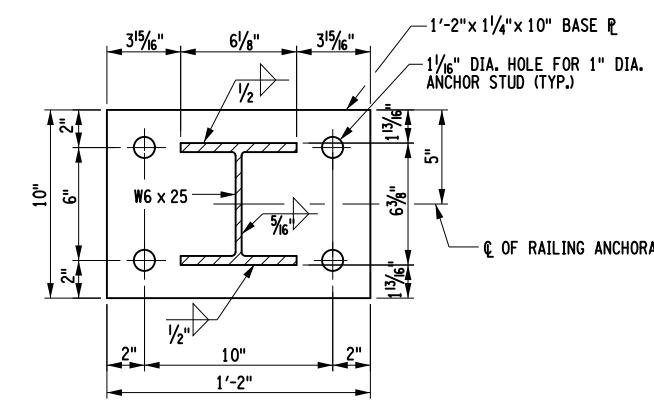 1'-2" x 1 1/4" x 10" BASE ℙL
3 15/16" 6 1/8" 3 15/16"
1 1/16" DIA. HOLE FOR 1" DIA.
ANCHOR STUD (TYP.)
1/2
2"
1 13/16"
5"
10"
6"
W6 x 25
6 3/8"
5/16"
℄ OF RAILING ANCHORA
2"
1 13/16"
1/2"
2" 10" 2"
1'-2"